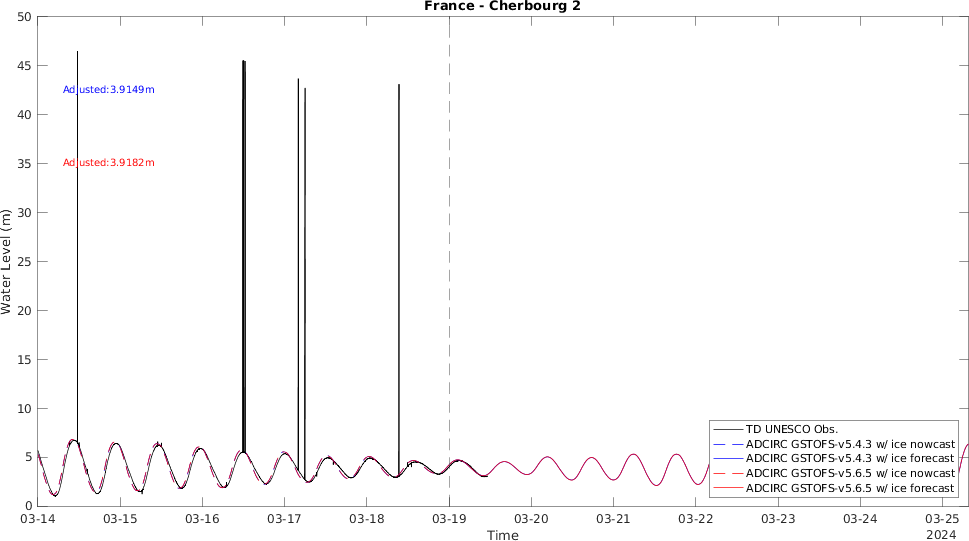 France - Cherbourg 2
50
45
40
35
30
25
20
15
10
5
0
Water Level (m)
Adjusted:3.9149m
Adjusted:3.9182m
TD UNESCO Obs.
ADCIRC GSTOFS-v5.4.3 w/ ice nowcast
ADCIRC GSTOFS-v5.4.3 w/ ice forecast
ADCIRC GSTOFS-v5.6.5 w/ ice nowcast
ADCIRC GSTOFS-v5.6.5 w/ ice forecast
03-14 03-15 03-16 03-17 03-18 03-19 03-20 03-21 03-22 03-23 03-24 03-25
Time
2024